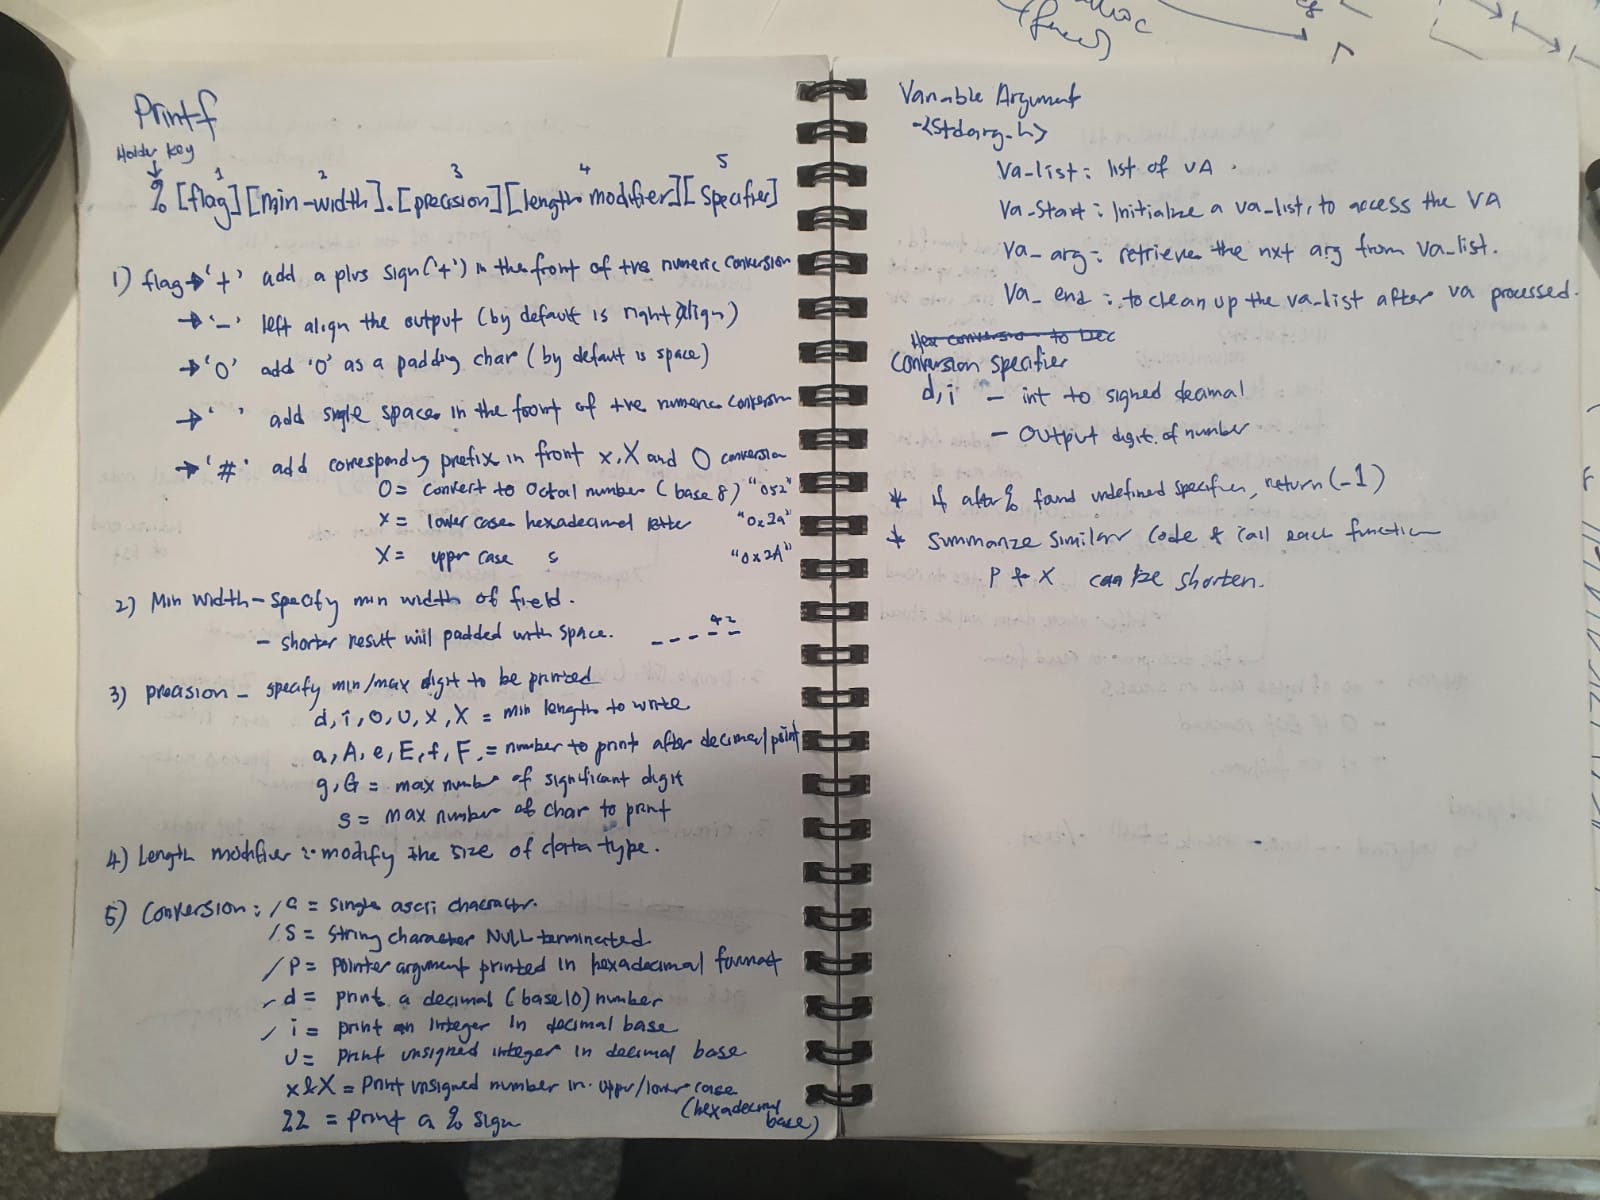 Printf
Holder key
1 2 3 4 5
% [flag][min-width].[precision][length modifier][specifier]
1) flag → '+' add a plus sign ('+') in the front of +ve numeric conversion
→ '-' left align the output (by default is right align)
→ '0' add '0' as a padding char (by default is space)
→ ' ' add single space in the front of +ve numeric conversion
→ '#' add corresponding prefix in front x, X and O conversion
O = convert to Octal number (base 8) "052"
x = lower case hexadecimal letter "0x2a"
X = uppr case s "0x2A"
2) Min Width - specify min width of field.
- shorter result will padded with space. _ _ _ 42
3) precision - specify min/max digit to be printed
d, i, o, u, x, X = min length to write
a, A, e, E, f, F, = number to print after decimal point
g, G = max number of significant digit
s = max number of char to print
4) Length modifier : modify the size of data type.
5) Conversion : / c = single ascii character.
/ s = string character NULL terminated
/ p = pointer argument printed in hexadecimal format
/ d = print a decimal (base 10) number
/ i = print an integer in decimal base
u = print unsigned integer in decimal base
x & X = Print unsigned number in uppr/lower case
(hexadecimal base)
%% = print a % sign
malloc
(free)
Variable Argument
-<stdarg.h>
Va-list : list of VA
Va-start : Initialize a va_list, to access the VA
Va_arg : retrieve the nxt arg from va_list.
Va_end : to clean up the va_list after va processed.
Hex conversion to Dec
Conversion specifier
d, i - int to signed decimal
- Output digit of number
* if after % found undefined specifier, return (-1)
* Summarize similar code & call each function
P & X can be shorten.